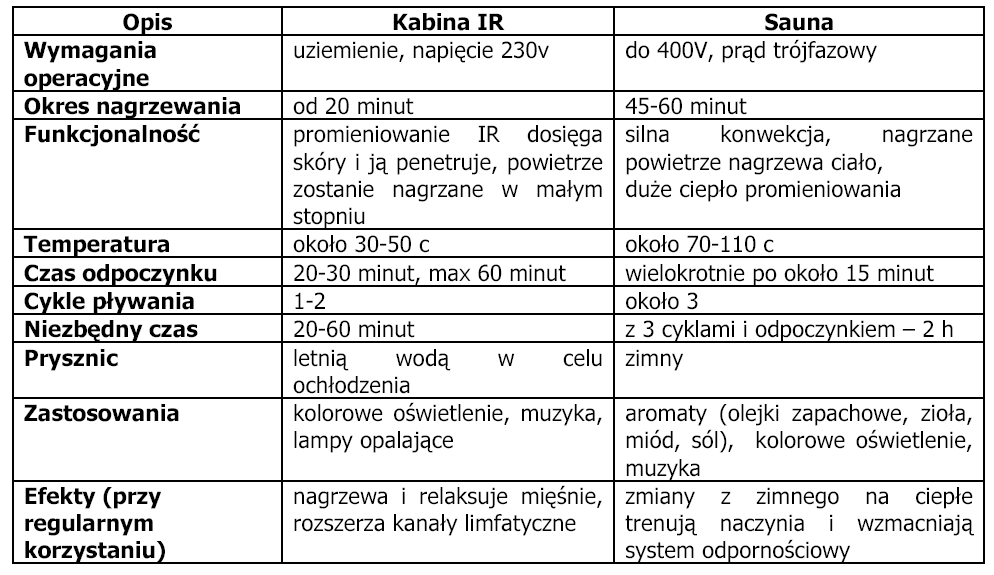 Opis Kabina IR Sauna
Wymagania operacyjne uziemienie, napięcie 230v do 400V, prąd trójfazowy
Okres nagrzewania od 20 minut 45-60 minut
Funkcjonalność
promieniowanie IR dosięga
skóry i ją penetruje, powietrze
zostanie nagrzane w małym
stopniu
silna konwekcja, nagrzane
powietrze nagrzewa ciało,
duże ciepło promieniowania
Temperatura około 30-50 c około 70-110 c
Czas odpoczynku 20-30 minut, max 60 minut wielokrotnie po około 15 minut
Cykle pływania 1-2 około 3
Niezbędny czas 20-60 minut z 3 cyklami i odpoczynkiem – 2 h
Prysznic
letnią wodą w celu
ochłodzenia
zimny
Zastosowania
kolorowe oświetlenie, muzyka,
lampy opalające
aromaty (olejki zapachowe, zioła,
miód, sól), kolorowe oświetlenie,
muzyka
Efekty (przy
regularnym
korzystaniu)
nagrzewa i relaksuje mięśnie,
rozszerza kanały limfatyczne
zmiany z zimnego na ciepłe
trenują naczynia i wzmacniają
system odpornościowy